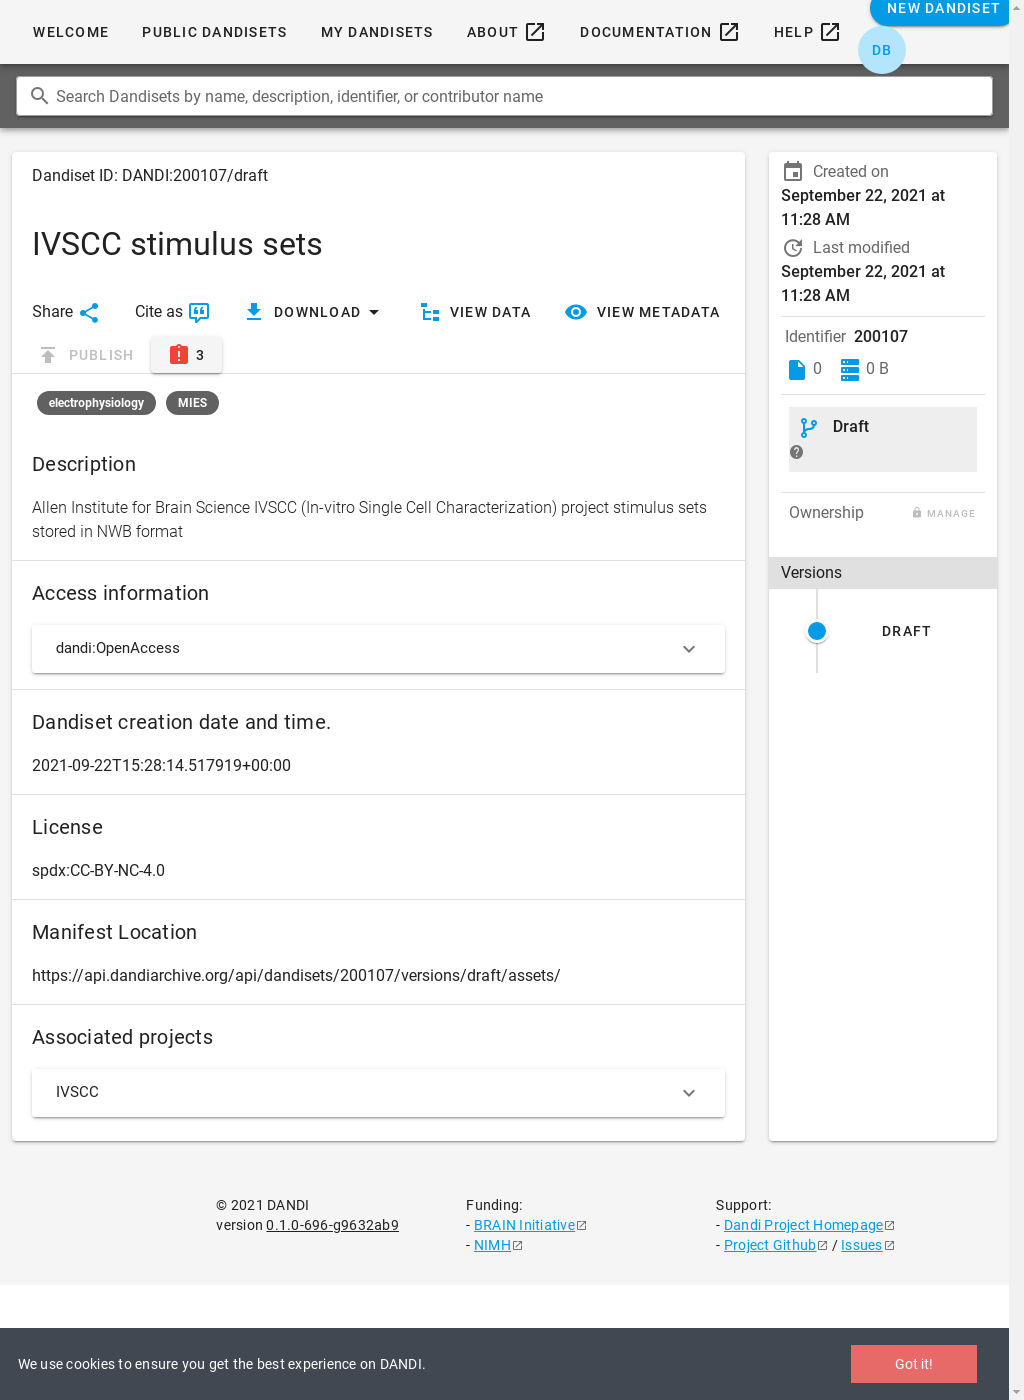 WELCOME PUBLIC DANDISETS MY DANDISETS ABOUT DOCUMENTATION HELP NEW DANDISET
DB
Search Dandisets by name, description, identifier, or contributor name
Dandiset ID: DANDI:200107/draft
IVSCC stimulus sets
Share Cite as DOWNLOAD VIEW DATA VIEW METADATA
PUBLISH 3
electrophysiology MIES
Description
Allen Institute for Brain Science IVSCC (In-vitro Single Cell Characterization) project stimulus sets
stored in NWB format
Access information
dandi:OpenAccess
Dandiset creation date and time.
2021-09-22T15:28:14.517919+00:00
License
spdx:CC-BY-NC-4.0
Manifest Location
https://api.dandiarchive.org/api/dandisets/200107/versions/draft/assets/
Associated projects
IVSCC
Created on
September 22, 2021 at
11:28 AM
Last modified
September 22, 2021 at
11:28 AM
Identifier 200107
0 0 B
Draft
Ownership MANAGE
Versions
DRAFT
© 2021 DANDI
version 0.1.0-696-g9632ab9
Funding:
- BRAIN Initiative
- NIMH
Support:
- Dandi Project Homepage
- Project Github / Issues
We use cookies to ensure you get the best experience on DANDI.
Got it!